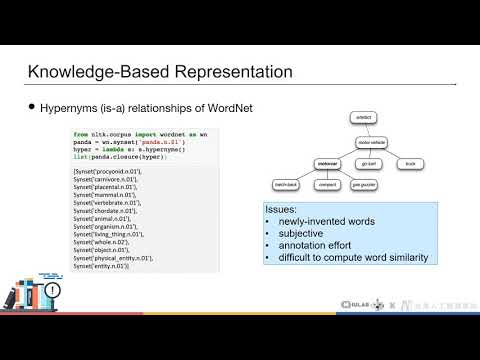 Knowledge-Based Representation
Hypernyms (is-a) relationships of WordNet
from nltk.corpus import wordnet as wn
panda = wn.synset('panda.n.01')
hyper = lambda s: s.hypernyms()
list(panda.closure(hyper))
[Synset('procyonid.n.01'),
Synset('carnivore.n.01'),
Synset('placental.n.01'),
Synset('mammal.n.01'),
Synset('vertebrate.n.01'),
Synset('chordate.n.01'),
Synset('animal.n.01'),
Synset('organism.n.01'),
Synset('living_thing.n.01'),
Synset('whole.n.02'),
Synset('object.n.01'),
Synset('physical_entity.n.01'),
Synset('entity.n.01')]
artefact
motor vehicle
motorcar
go-kart
truck
hatch-back
compact
gas guzzler
Issues:
• newly-invented words
• subjective
• annotation effort
• difficult to compute word similarity